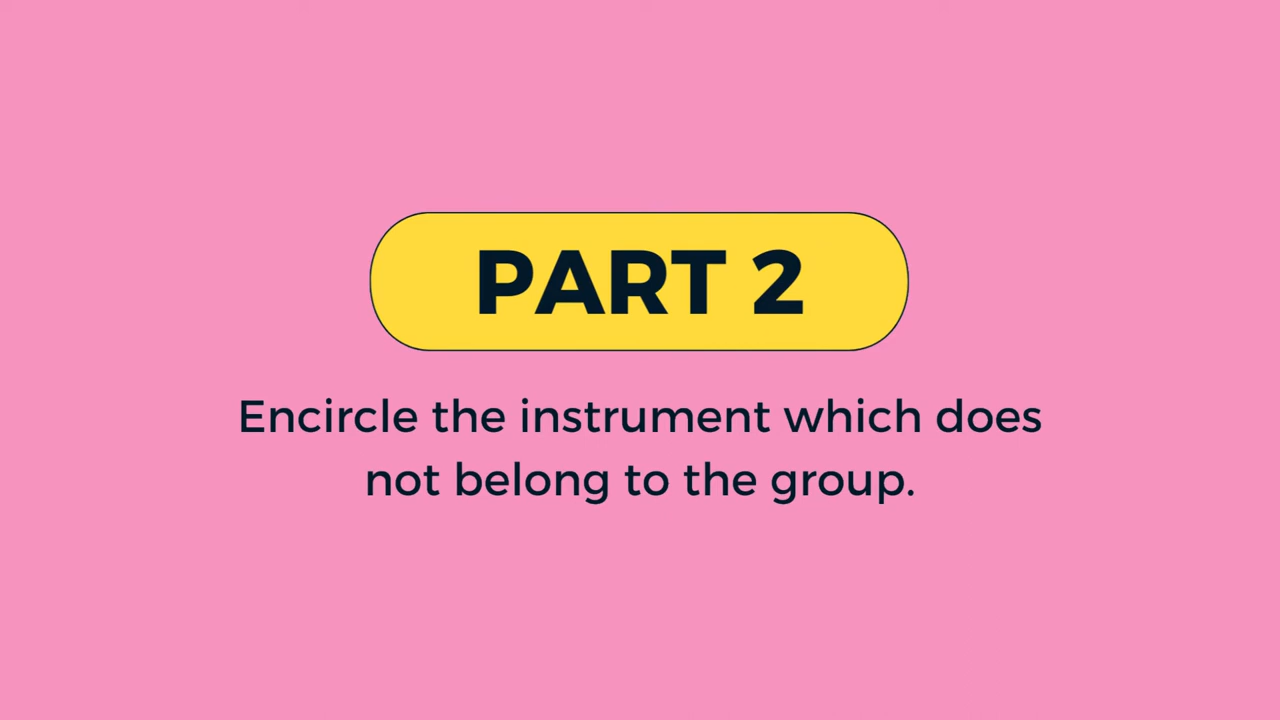 PART 2
Encircle the instrument which does
not belong to the group.